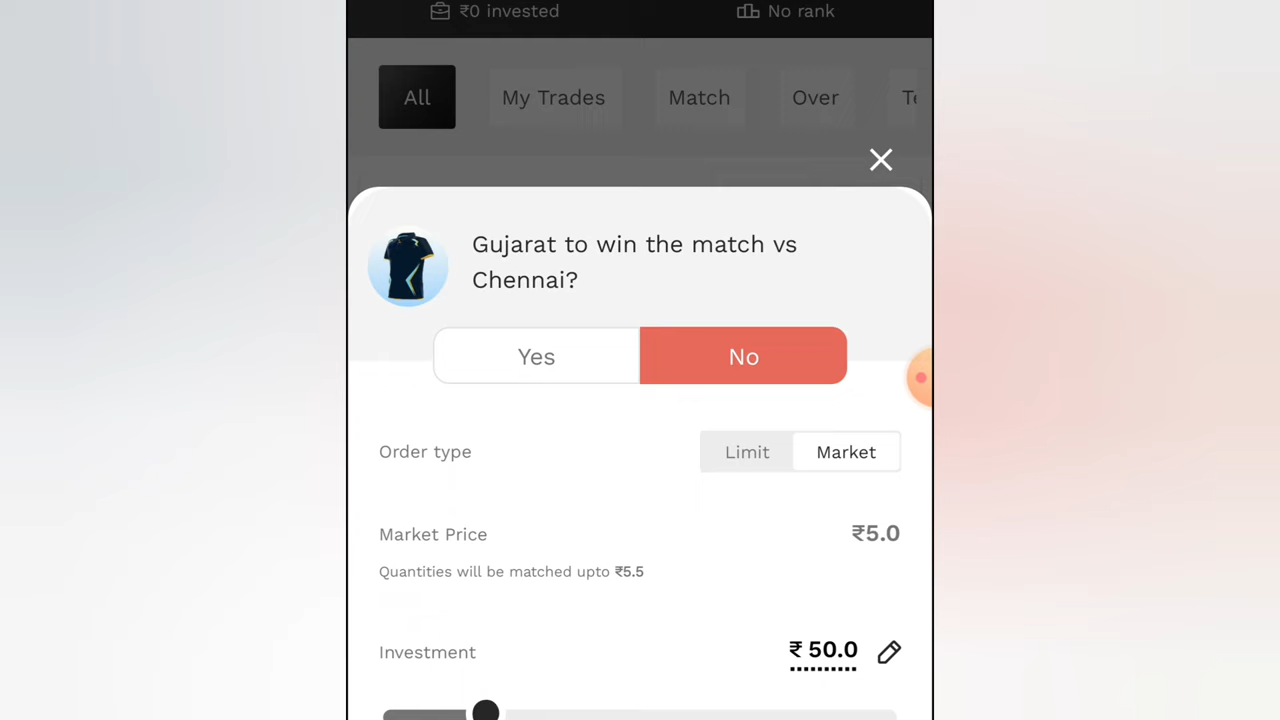 ₹0 invested
No rank
All
My Trades
Match
Over
Gujarat to win the match vs
Chennai?
Yes
No
Order type
Limit
Market
Market Price
₹5.0
Quantities will be matched upto ₹5.5
Investment
₹ 50.0